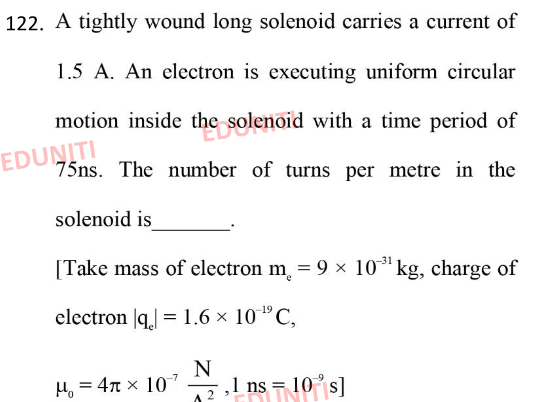 122. A tightly wound long solenoid carries a current of
1.5 A. An electron is executing uniform circular
motion inside the solenoid with a time period of
EDUNITI
EDUNITI
75ns. The number of turns per metre in the
solenoid is________.
[Take mass of electron mₑ = 9 × 10⁻³¹ kg, charge of
electron |qₑ| = 1.6 × 10⁻¹⁹ C,
μ₀ = 4π × 10⁻⁷ N/A² , 1 ns = 10⁻⁹ s]
EDUNITI